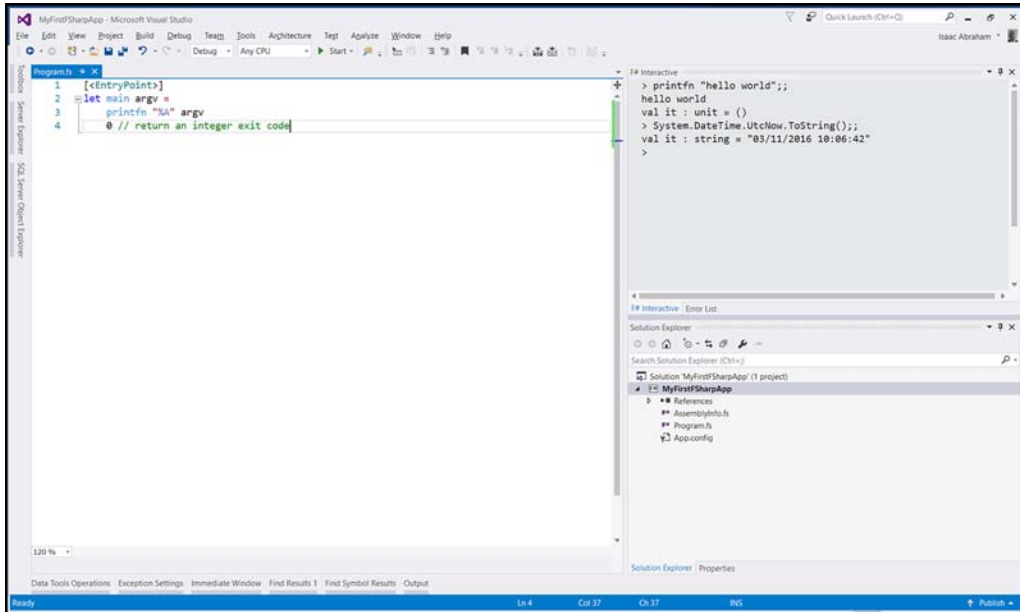 MyFirstFSharpApp - Microsoft Visual Studio
Quick Launch (Ctrl+Q)
File Edit View Project Build Debug Team Tools Architecture Test Analyze Window Help
Isaac Abraham
Debug Any CPU Start
Toolbox
Server Explorer
SQL Server Object Explorer
Program.fs
1 [<EntryPoint>]
2 let main argv =
3 printfn "%A" argv
4 0 // return an integer exit code
120 %
F# Interactive
> printfn "hello world";;
hello world
val it : unit = ()
> System.DateTime.UtcNow.ToString();;
val it : string = "03/11/2016 10:06:42"
>
F# Interactive Error List
Solution Explorer
Search Solution Explorer (Ctrl+;)
Solution 'MyFirstFSharpApp' (1 project)
MyFirstFSharpApp
References
AssemblyInfo.fs
Program.fs
App.config
Solution Explorer Properties
Data Tools Operations Exception Settings Immediate Window Find Results 1 Find Symbol Results Output
Ready Ln 4 Col 37 Ch 37 INS Publish